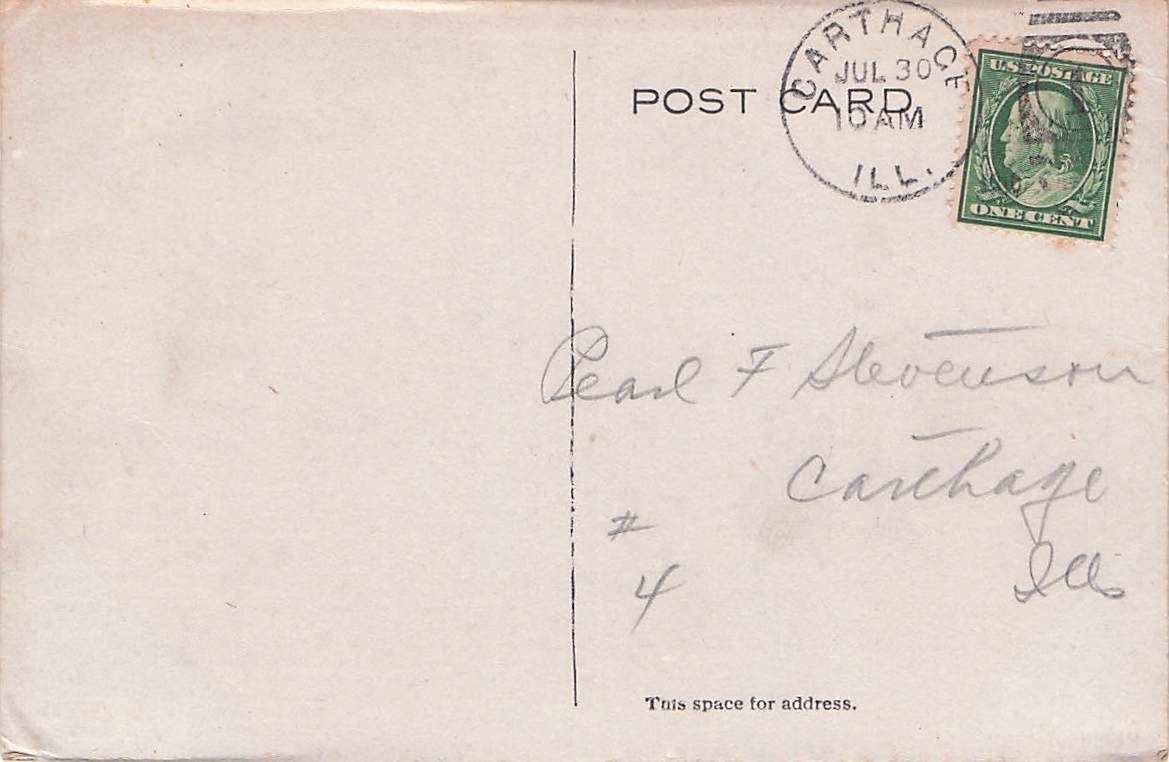 POST CARD.
CARTHAGE
JUL 30
10 AM
ILL.
U.S. POSTAGE
ONE CENT
Pearl F Stevenson
Carthage
#
4
Ills
This space for address.